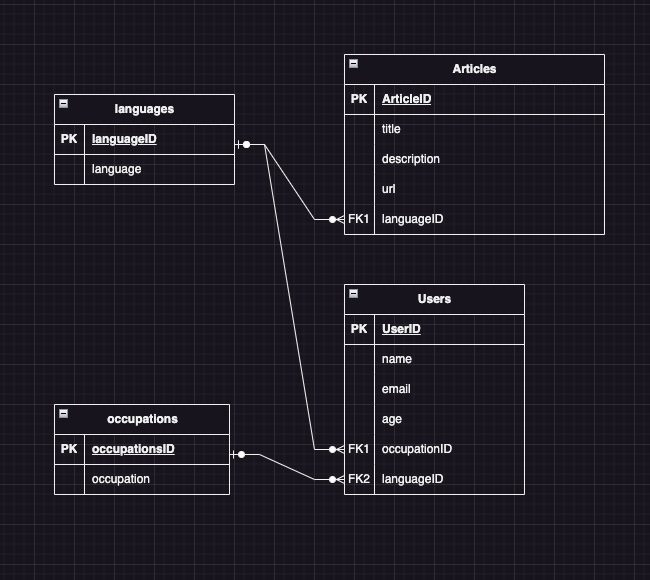 languages
PK languageID
language
Articles
PK ArticleID
title
description
url
FK1 languageID
Users
PK UserID
name
email
age
FK1 occupationID
FK2 languageID
occupations
PK occupationsID
occupation